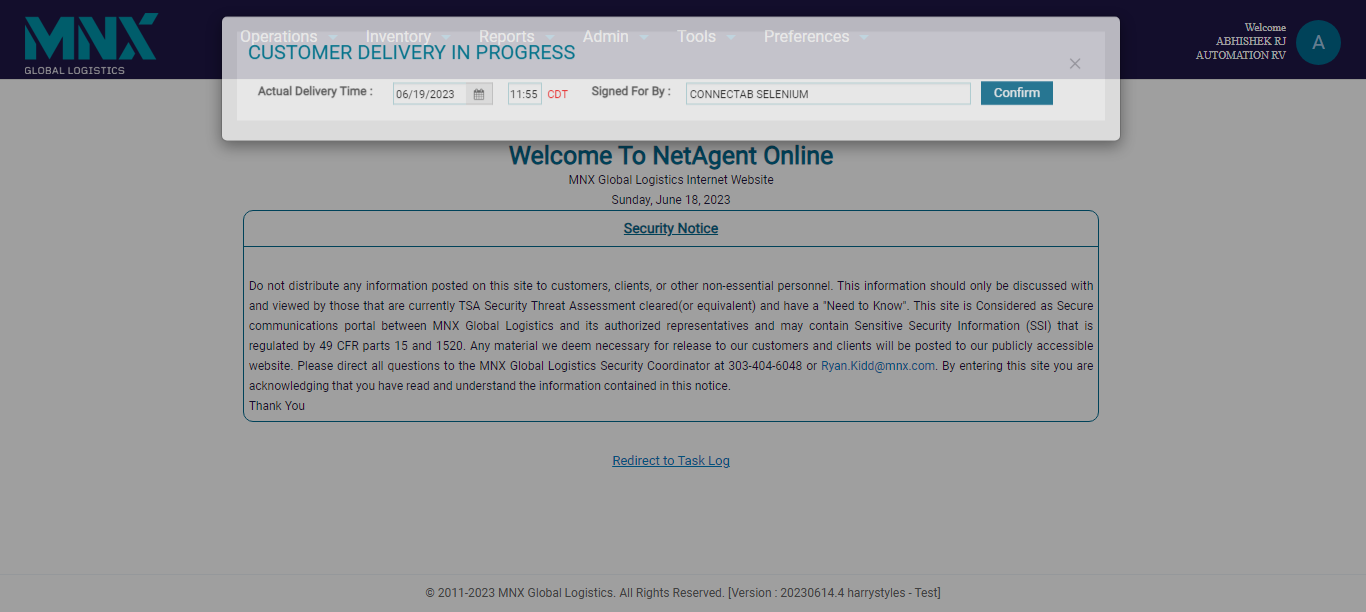 MNX
GLOBAL LOGISTICS
Operations Inventory Reports Admin Tools Preferences
Welcome
ABHISHEK RJ
AUTOMATION RV
A
CUSTOMER DELIVERY IN PROGRESS
Actual Delivery Time : 06/19/2023 11:55 CDT Signed For By : CONNECTAB SELENIUM Confirm
Welcome To NetAgent Online
MNX Global Logistics Internet Website
Sunday, June 18, 2023
Security Notice
Do not distribute any information posted on this site to customers, clients, or other non-essential personnel. This information should only be discussed with
and viewed by those that are currently TSA Security Threat Assessment cleared(or equivalent) and have a "Need to Know". This site is Considered as Secure
communications portal between MNX Global Logistics and its authorized representatives and may contain Sensitive Security Information (SSI) that is
regulated by 49 CFR parts 15 and 1520. Any material we deem necessary for release to our customers and clients will be posted to our publicly accessible
website. Please direct all questions to the MNX Global Logistics Security Coordinator at 303-404-6048 or Ryan.Kidd@mnx.com. By entering this site you are
acknowledging that you have read and understand the information contained in this notice.
Thank You
Redirect to Task Log
© 2011-2023 MNX Global Logistics. All Rights Reserved. [Version : 20230614.4 harrystyles - Test]